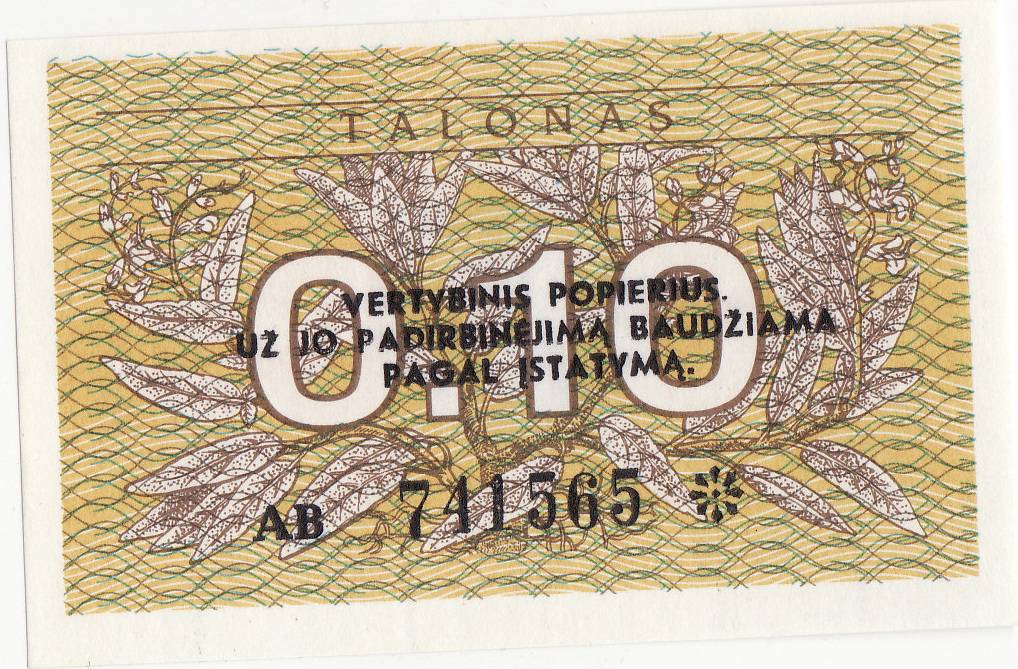 TALONAS
0.10
VERTYBINIS POPIERIUS.
UŽ JO PADIRBINĖJIMĄ BAUDŽIAMA
PAGAL ĮSTATYMĄ.
AB 741565